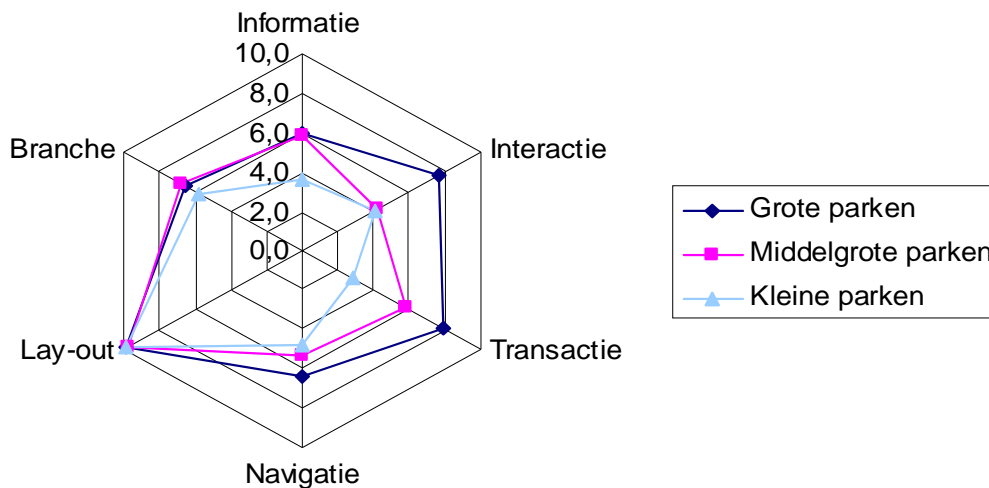 Informatie
10,0
8,0
6,0
4,0
2,0
0,0
Branche
Interactie
Lay-out
Transactie
Navigatie
Grote parken
Middelgrote parken
Kleine parken